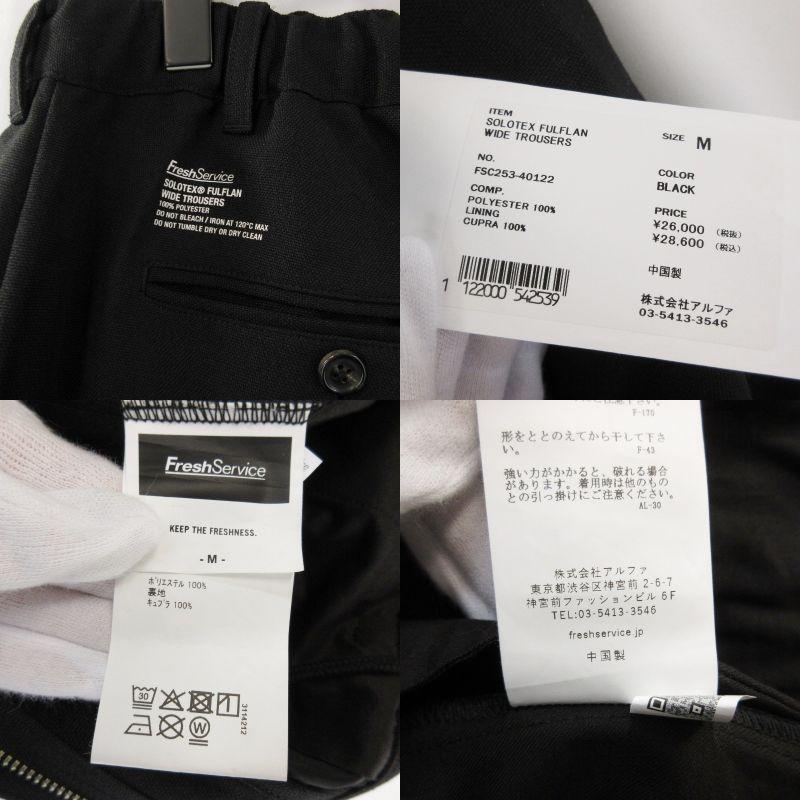 FreshService
SOLOTEX® FULFLAN
WIDE TROUSERS
100% POLYESTER
DO NOT BLEACH / IRON AT 120°C MAX
DO NOT TUMBLE DRY OR DRY CLEAN
ITEM
SOLOTEX FULFLAN
WIDE TROUSERS
SIZE M
NO.
FSC253-40122
COLOR
BLACK
COMP.
POLYESTER 100%
LINING
CUPRA 100%
PRICE
¥26,000 (税抜)
¥28,600 (税込)
中国製
1 122000 542539
株式会社アルファ
03-5413-3546
FreshService
KEEP THE FRESHNESS.
- M -
ポリエステル 100%
裏地
キュプラ 100%
30
W
3114212
F-170
形をととのえてから干して下さ
い。
F-43
強い力がかかると、破れる場合
があります。着用時は他のもの
との引っ掛けにご注意ください。
AL-30
株式会社アルファ
東京都渋谷区神宮前 2-6-7
神宮前ファッションビル 6F
TEL:03-5413-3546
freshservice.jp
中国製